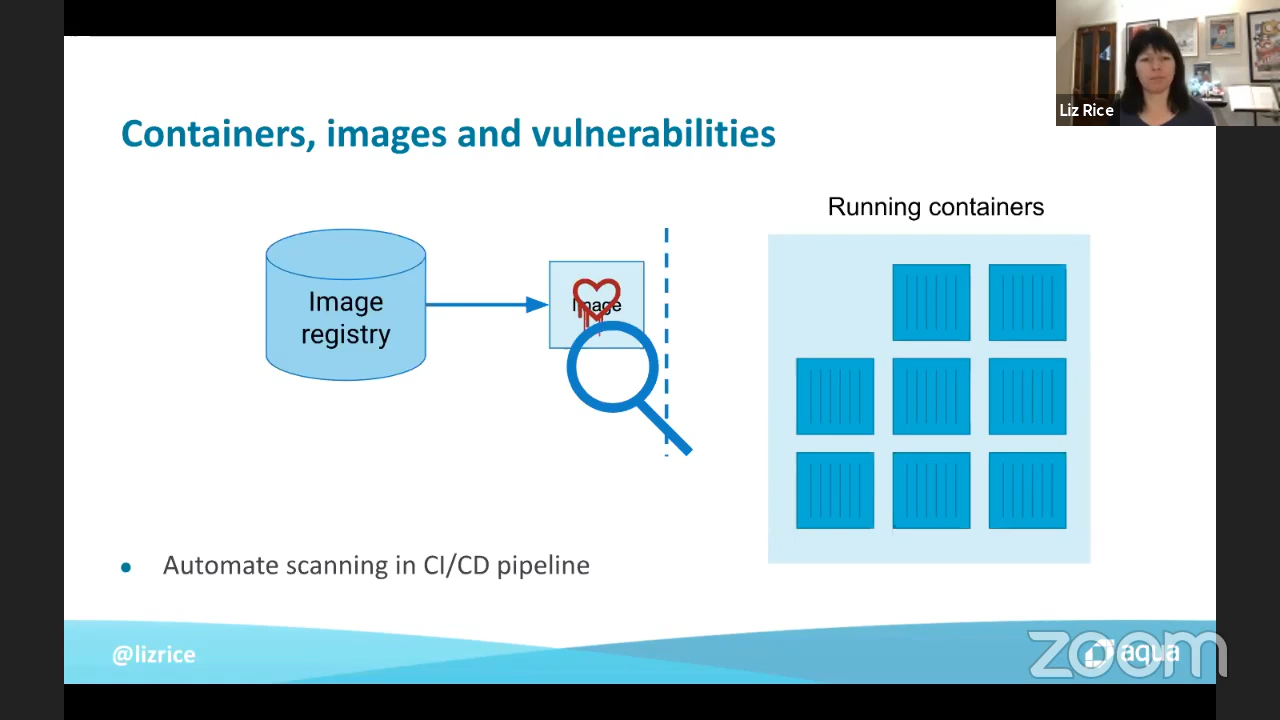 Liz Rice
Containers, images and vulnerabilities
Running containers
Image
registry
Image
Automate scanning in CI/CD pipeline
@lizrice
aqua
zoom